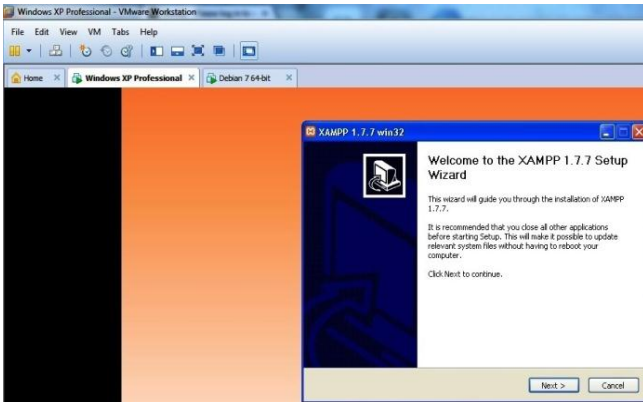 Windows XP Professional - VMware Workstation
File Edit View VM Tabs Help
Home × Windows XP Professional × Debian 7 64-bit ×
XAMPP 1.7.7 win32
Welcome to the XAMPP 1.7.7 Setup
Wizard
This wizard will guide you through the installation of XAMPP
1.7.7.
It is recommended that you close all other applications
before starting Setup. This will make it possible to update
relevant system files without having to reboot your
computer.
Click Next to continue.
Next > Cancel